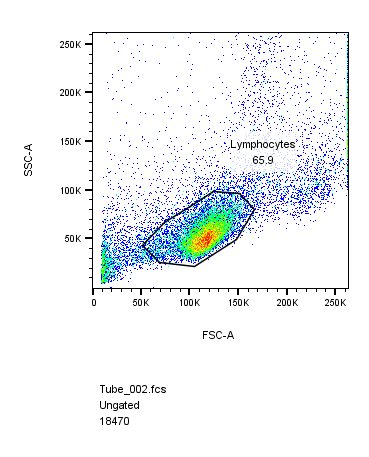 250K
200K
150K
100K
50K
SSC-A
Lymphocytes
65.9
0 50K 100K 150K 200K 250K
FSC-A
Tube_002.fcs
Ungated
18470